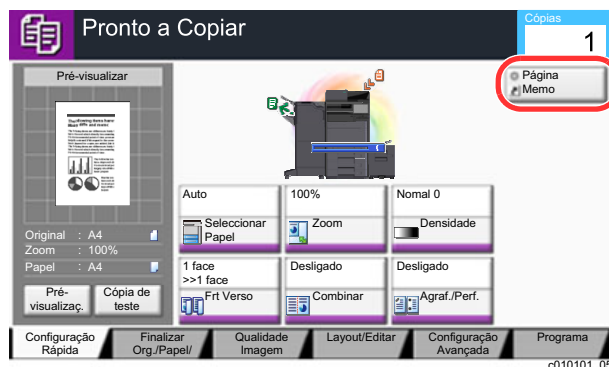 Pronto a Copiar
Cópias
1
Pré-visualizar
Página
Memo
Original : A4
Zoom : 100%
Papel : A4
Pré-
visualizaç.
Cópia de
teste
Auto
Seleccionar
Papel
100%
Zoom
Nomal 0
Densidade
1 face
>>1 face
Frt Verso
Desligado
Combinar
Desligado
Agraf./Perf.
Configuração
Rápida
Finalizar
Org./Papel/
Qualidade
Imagem
Layout/Editar
Configuração
Avançada
Programa
c010101_05